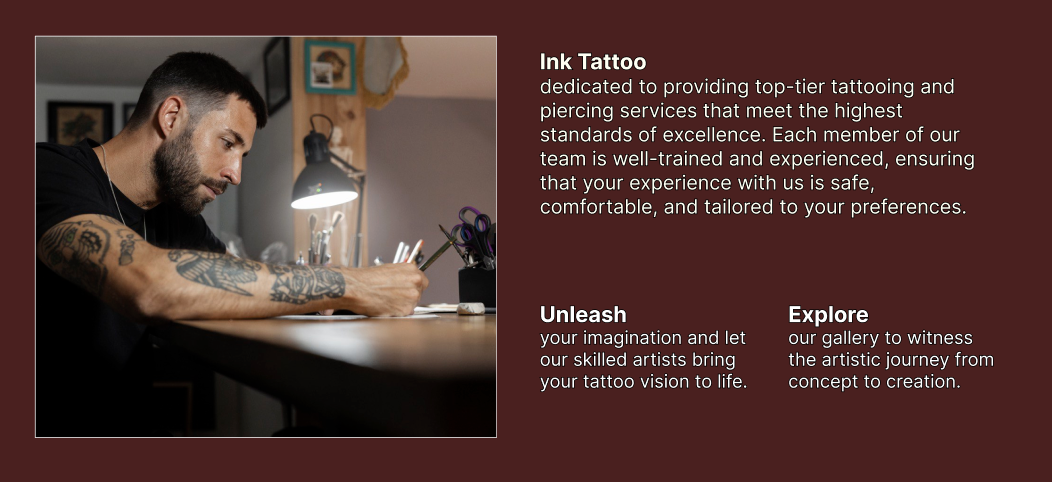 Ink Tattoo
dedicated to providing top-tier tattooing and
piercing services that meet the highest
standards of excellence. Each member of our
team is well-trained and experienced, ensuring
that your experience with us is safe,
comfortable, and tailored to your preferences.
Unleash
your imagination and let
our skilled artists bring
your tattoo vision to life.
Explore
our gallery to witness
the artistic journey from
concept to creation.